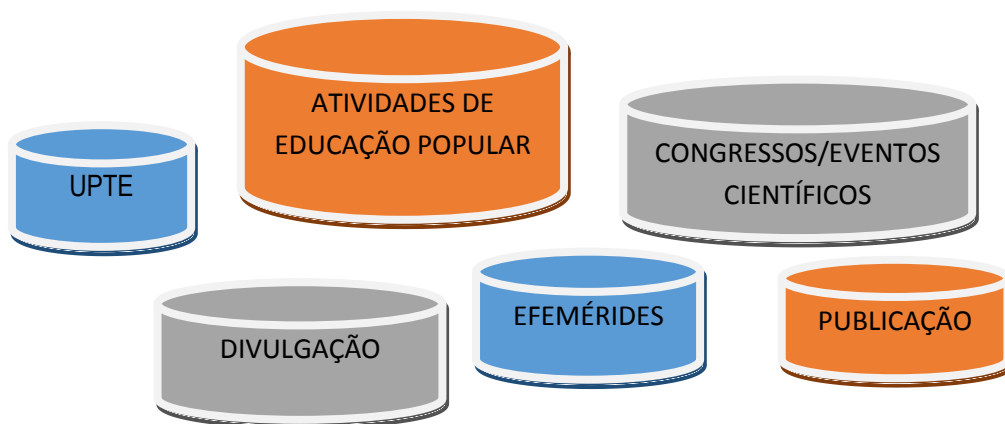 ATIVIDADES DE
EDUCAÇÃO POPULAR
UPTE
CONGRESSOS/EVENTOS
CIENTÍFICOS
DIVULGAÇÃO
EFEMÉRIDES
PUBLICAÇÃO